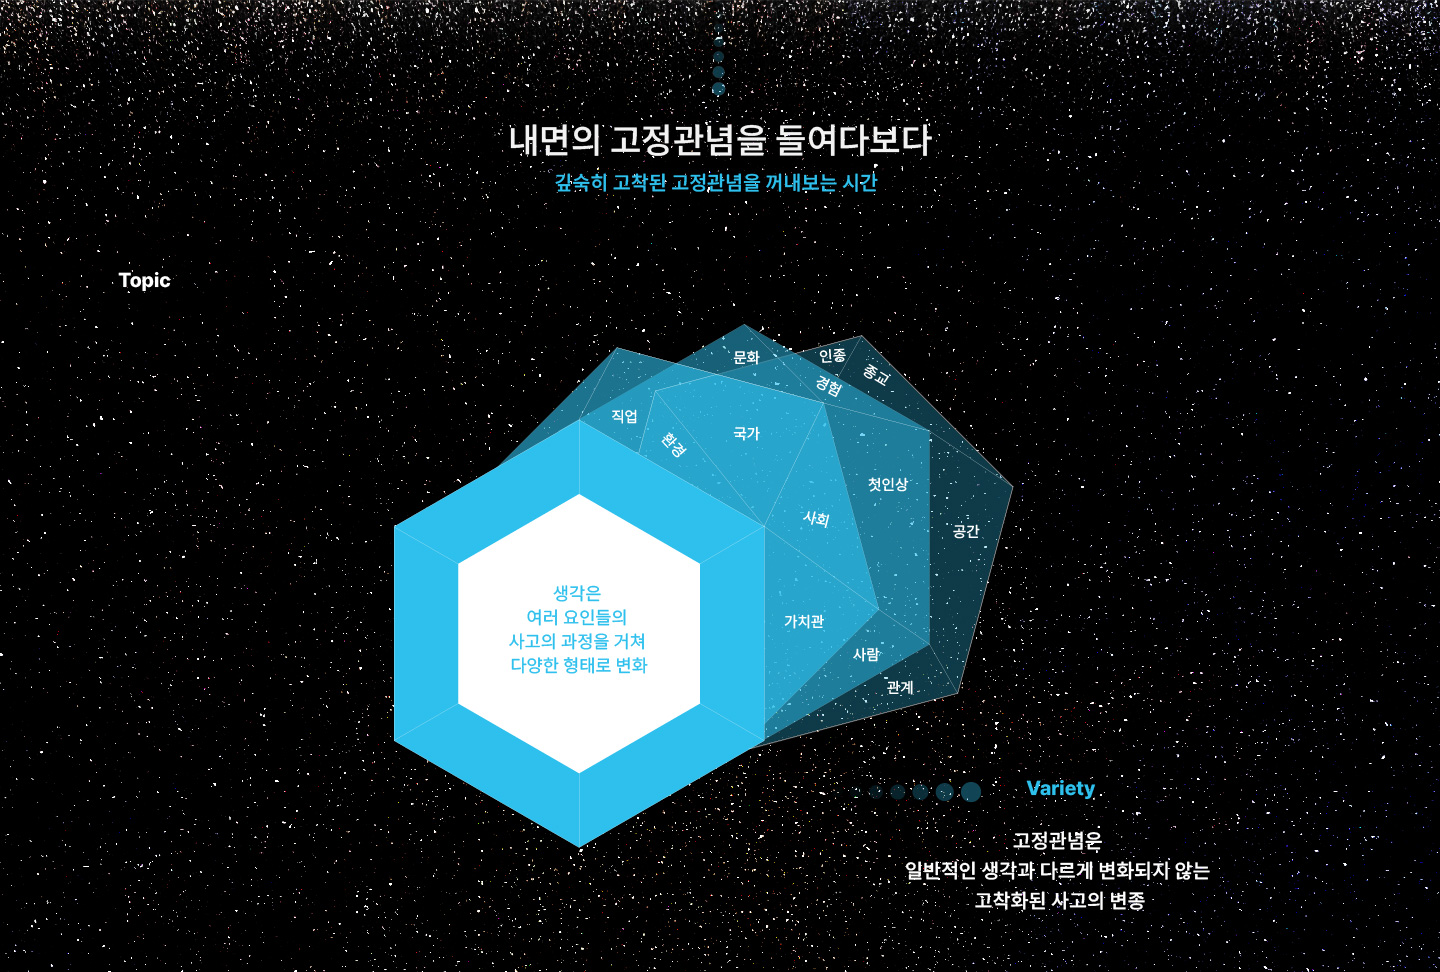 내면의 고정관념을 들여다보다
깊숙히 고착된 고정관념을 꺼내보는 시간
Topic
문화
인종
종교
경험
직업
환경
국가
첫인상
사회
공간
생각은
여러 요인들의
사고의 과정을 거쳐
다양한 형태로 변화
가치관
사람
관계
Variety
고정관념은
일반적인 생각과 다르게 변화되지 않는
고착화된 사고의 변종